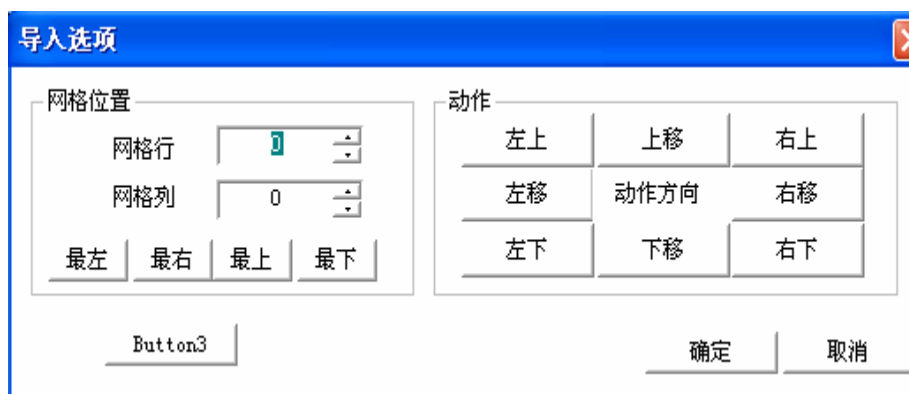 导入选项
网格位置
网格行 0
网格列 0
最左 最右 最上 最下
动作
左上 上移 右上
左移 动作方向 右移
左下 下移 右下
Button3
确定 取消